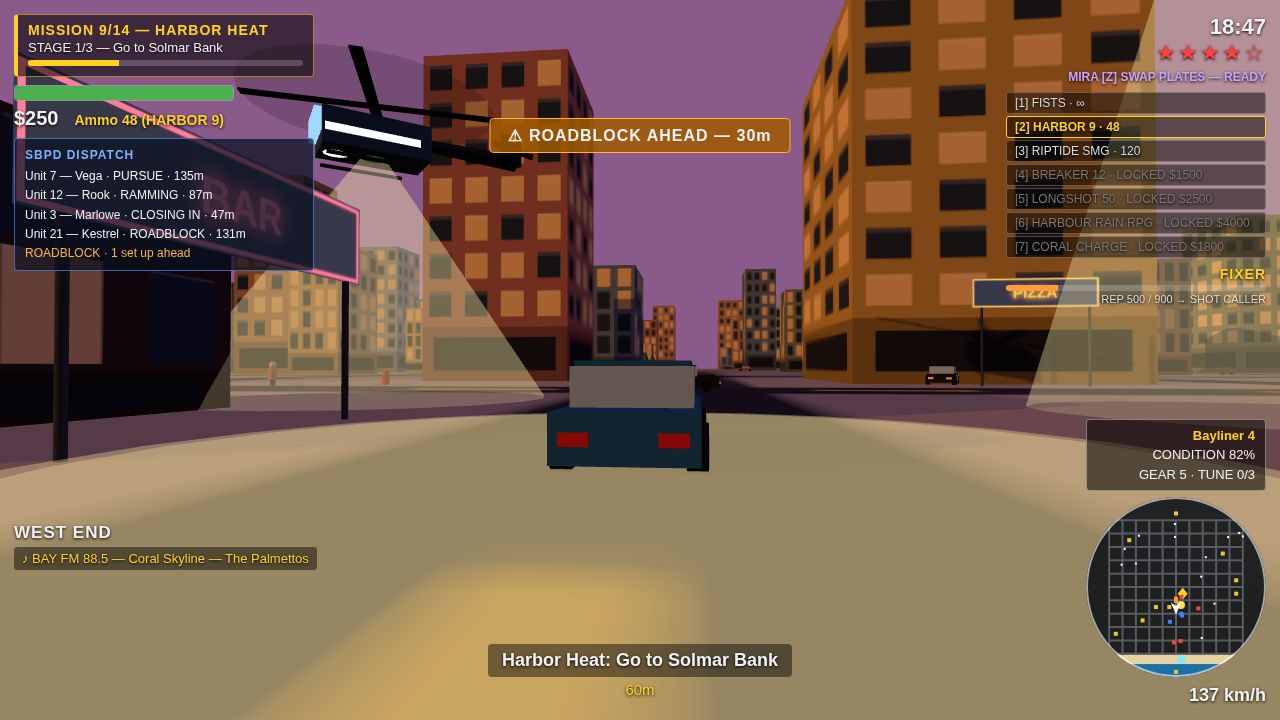 MISSION 9/14 — HARBOR HEAT
STAGE 1/3 — Go to Solmar Bank
$250 Ammo 48 (HARBOR 9)
SBPD DISPATCH
Unit 7 — Vega · PURSUE · 135m
Unit 12 — Rook · RAMMING · 87m
Unit 3 — Marlowe · CLOSING IN · 47m
Unit 21 — Kestrel · ROADBLOCK · 131m
ROADBLOCK · 1 set up ahead
BAR
⚠ ROADBLOCK AHEAD — 30m
18:47
★★★★☆
MIRA [Z] SWAP PLATES — READY
[1] FISTS · ∞
[2] HARBOR 9 · 48
[3] RIPTIDE SMG · 120
[4] BREAKER 12 · LOCKED $1500
[5] LONGSHOT 50 · LOCKED $2500
[6] HARBOUR RAIN RPG · LOCKED $4000
[7] CORAL CHARGE · LOCKED $1800
FIXER
REP 500 / 900 → SHOT CALLER
PIZZA
Bayliner 4
CONDITION 82%
GEAR 5 · TUNE 0/3
WEST END
♪ BAY FM 88.5 — Coral Skyline — The Palmettos
Harbor Heat: Go to Solmar Bank
60m
137 km/h